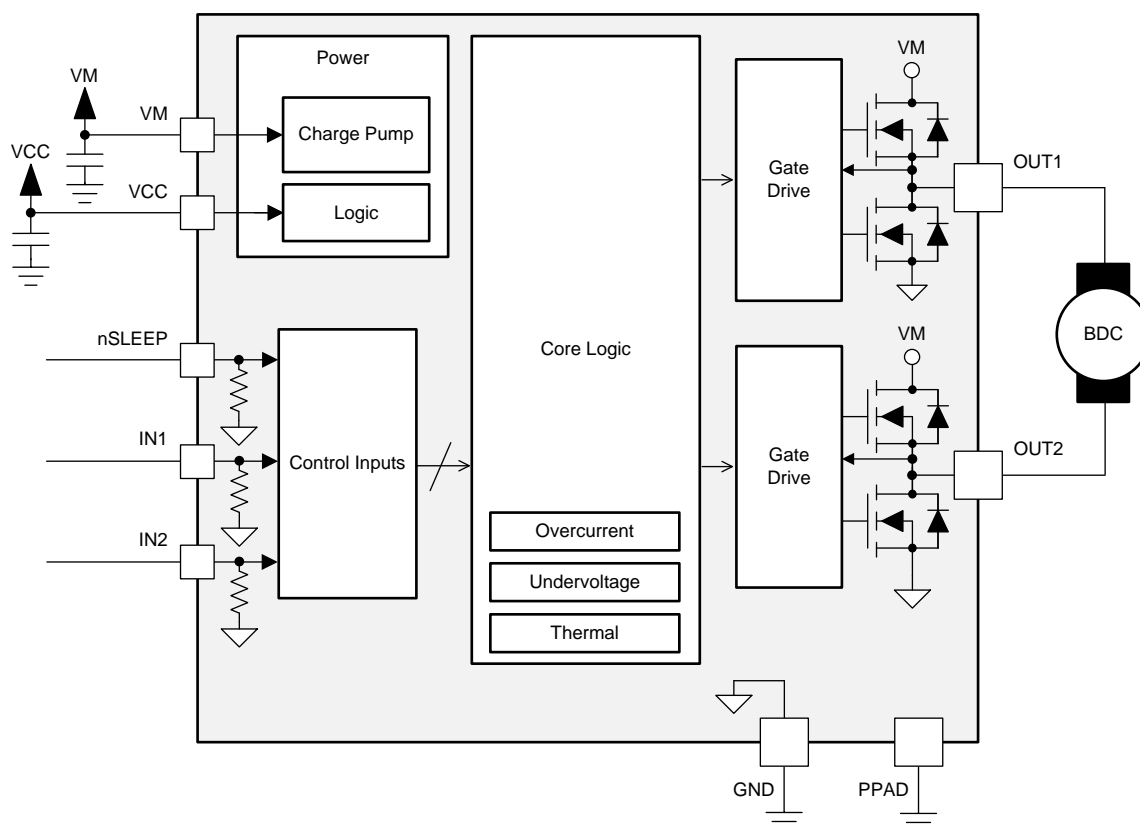 VM
VM
VCC
VCC
Power
Charge Pump
Logic
nSLEEP
IN1
IN2
Control Inputs
Core Logic
Overcurrent
Undervoltage
Thermal
Gate
Drive
VM
OUT1
Gate
Drive
VM
OUT2
BDC
GND
PPAD